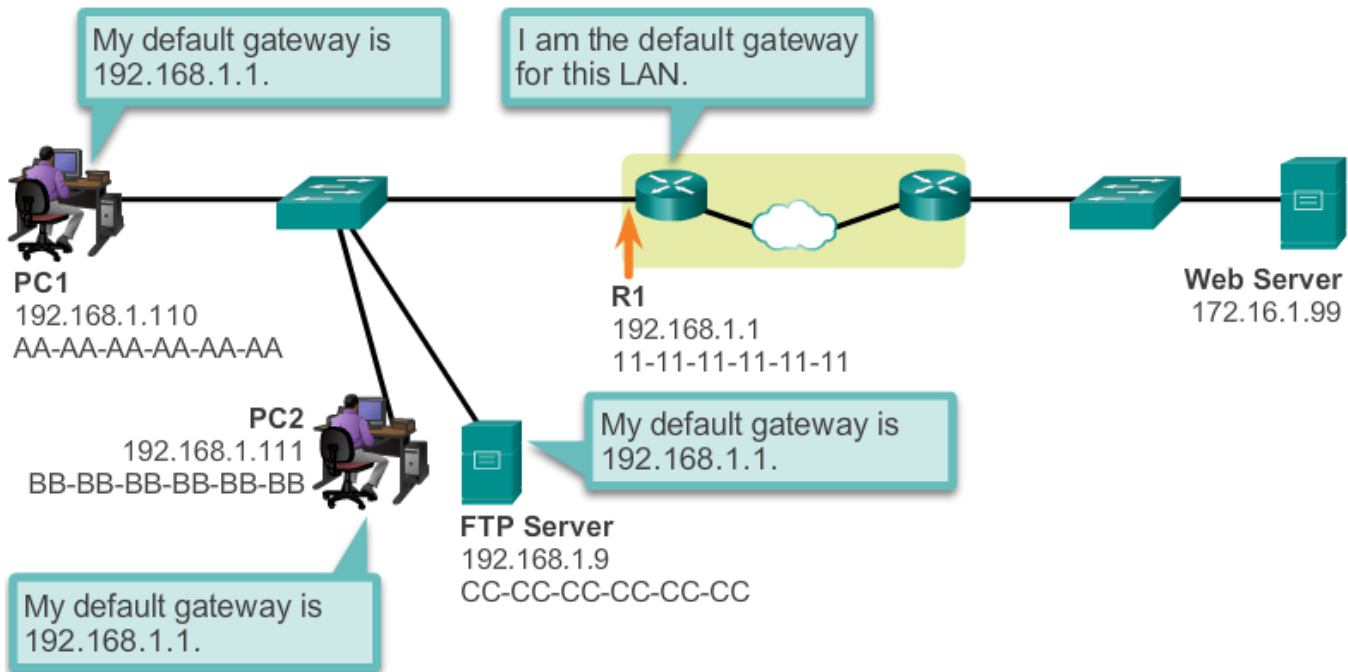 My default gateway is
192.168.1.1.
I am the default gateway
for this LAN.
PC1
192.168.1.110
AA-AA-AA-AA-AA-AA
R1
192.168.1.1
11-11-11-11-11-11
Web Server
172.16.1.99
PC2
192.168.1.111
BB-BB-BB-BB-BB-BB
My default gateway is
192.168.1.1.
FTP Server
192.168.1.9
CC-CC-CC-CC-CC-CC
My default gateway is
192.168.1.1.